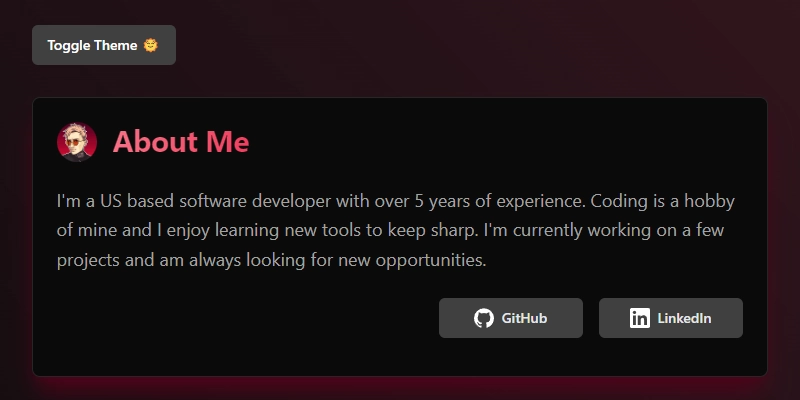 Toggle Theme 🌞
About Me
I'm a US based software developer with over 5 years of experience. Coding is a hobby
of mine and I enjoy learning new tools to keep sharp. I'm currently working on a few
projects and am always looking for new opportunities.
GitHub
LinkedIn